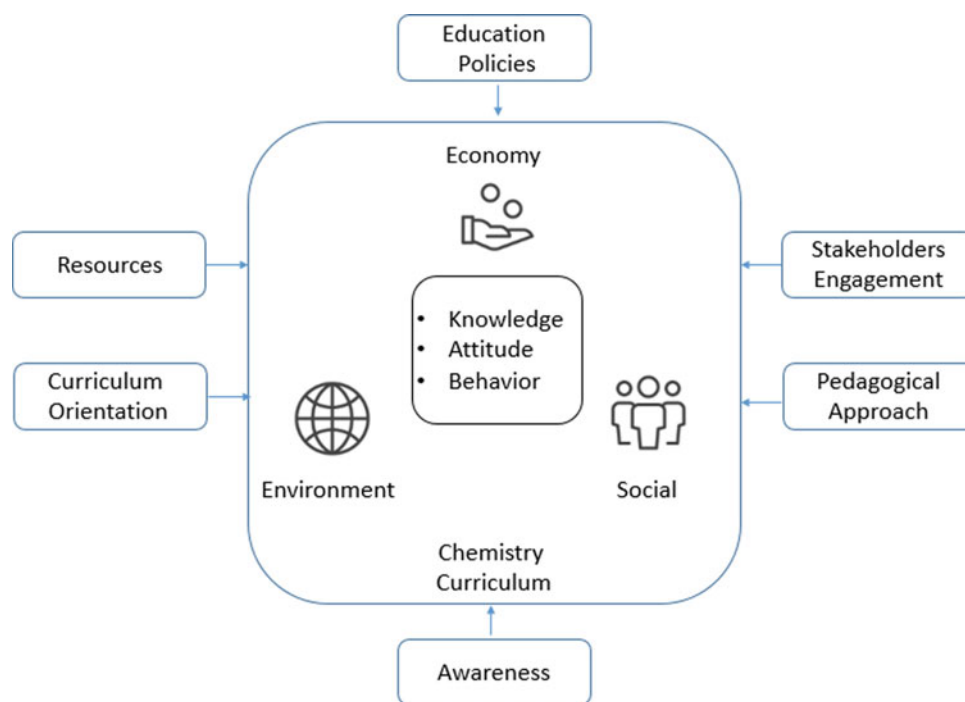 Education
Policies
Economy
Resources
Stakeholders
Engagement
• Knowledge
• Attitude
• Behavior
Curriculum
Orientation
Pedagogical
Approach
Environment
Social
Chemistry
Curriculum
Awareness